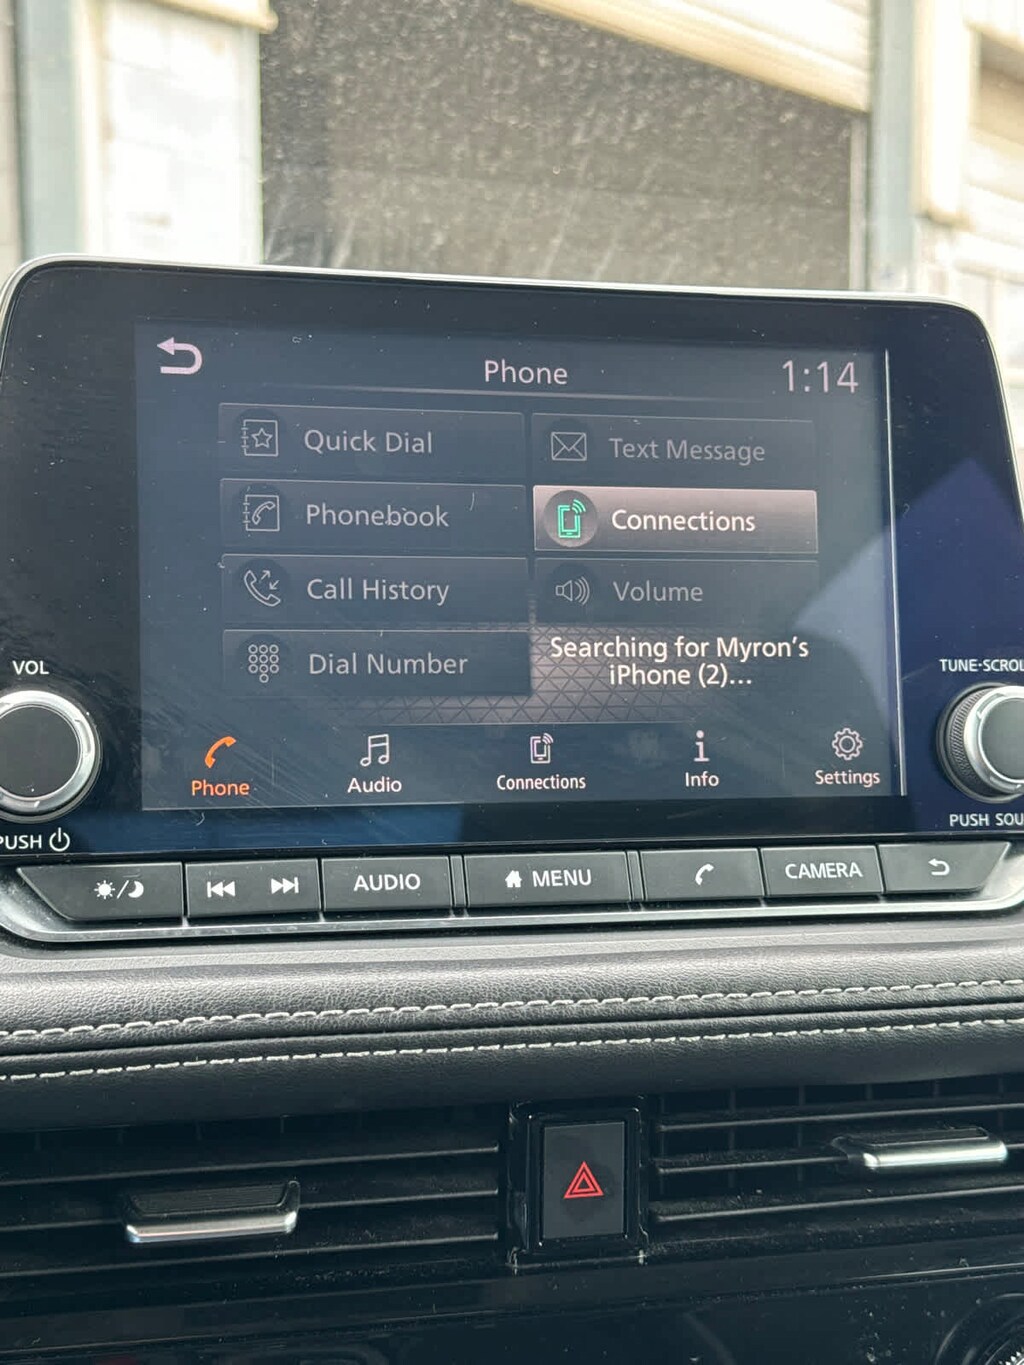 Phone
1:14
Quick Dial
Text Message
Phonebook
Connections
Call History
Volume
Dial Number
Searching for Myron's
iPhone (2)...
VOL
TUNE·SCROL
Phone
Audio
Connections
Info
Settings
PUSH
PUSH SOU
AUDIO
MENU
CAMERA